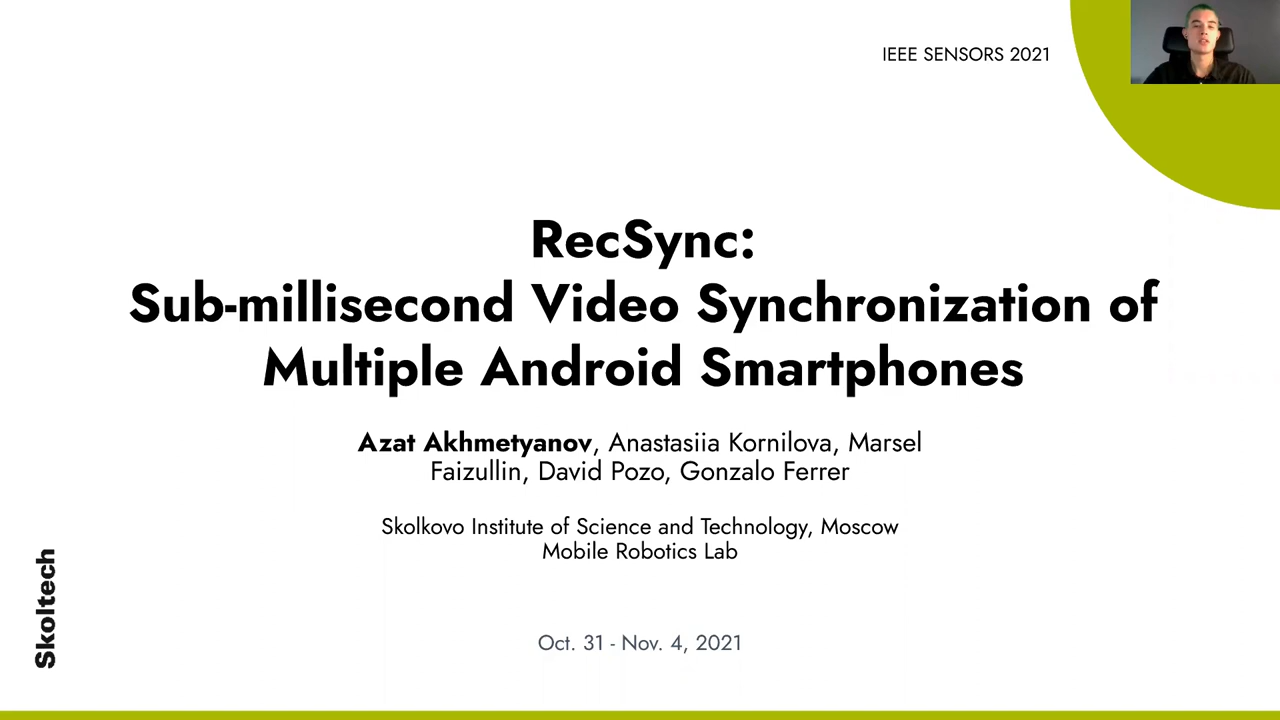 IEEE SENSORS 2021
RecSync:
Sub-millisecond Video Synchronization of
Multiple Android Smartphones
Azat Akhmetyanov, Anastasiia Kornilova, Marsel
Faizullin, David Pozo, Gonzalo Ferrer
Skolkovo Institute of Science and Technology, Moscow
Mobile Robotics Lab
Skoltech
Oct. 31 - Nov. 4, 2021